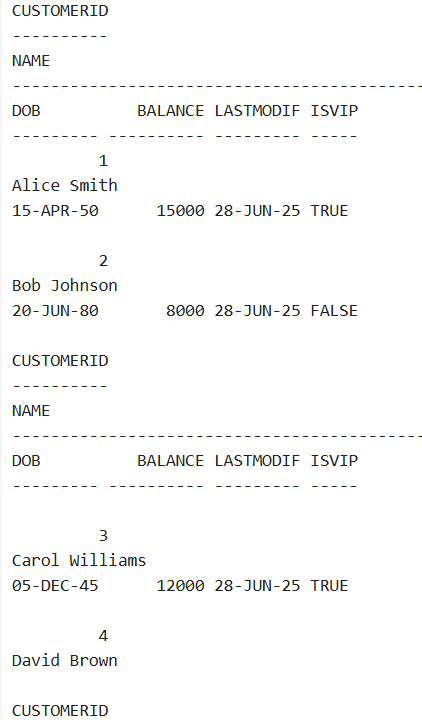 CUSTOMERID
----------
NAME
-------------------------------------------
DOB          BALANCE LASTMODIF ISVIP
--------- ---------- --------- -----
         1
Alice Smith
15-APR-50      15000 28-JUN-25 TRUE

         2
Bob Johnson
20-JUN-80       8000 28-JUN-25 FALSE

CUSTOMERID
----------
NAME
-------------------------------------------
DOB          BALANCE LASTMODIF ISVIP
--------- ---------- --------- -----

         3
Carol Williams
05-DEC-45      12000 28-JUN-25 TRUE

         4
David Brown

CUSTOMERID